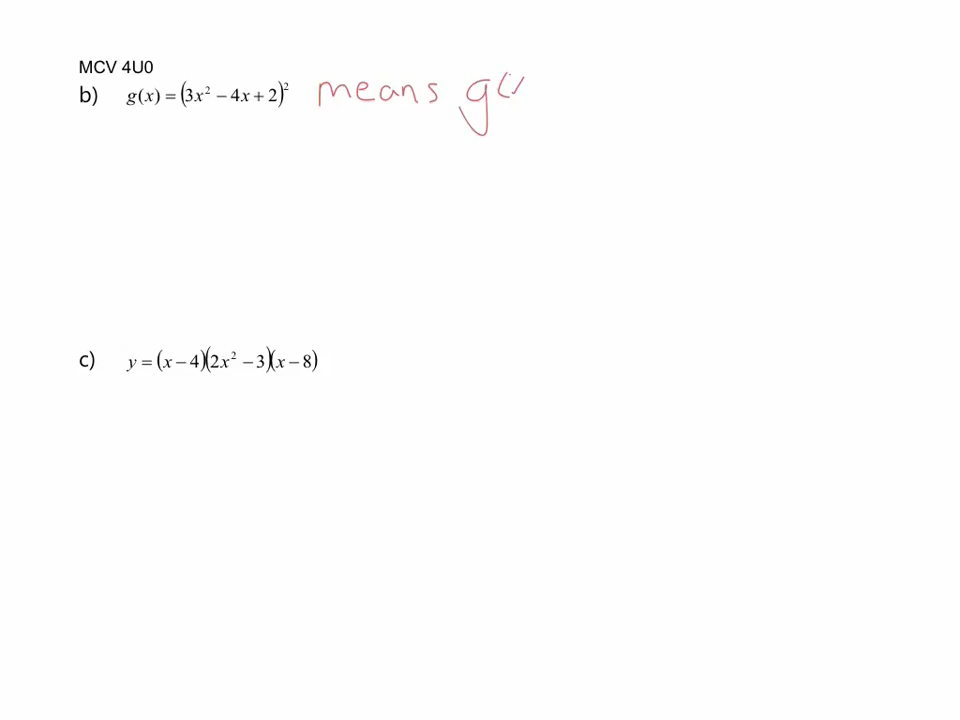 MCV 4U0
b) g(x) = (3x² − 4x + 2)² means g(
c) y = (x − 4)(2x² − 3)(x − 8)